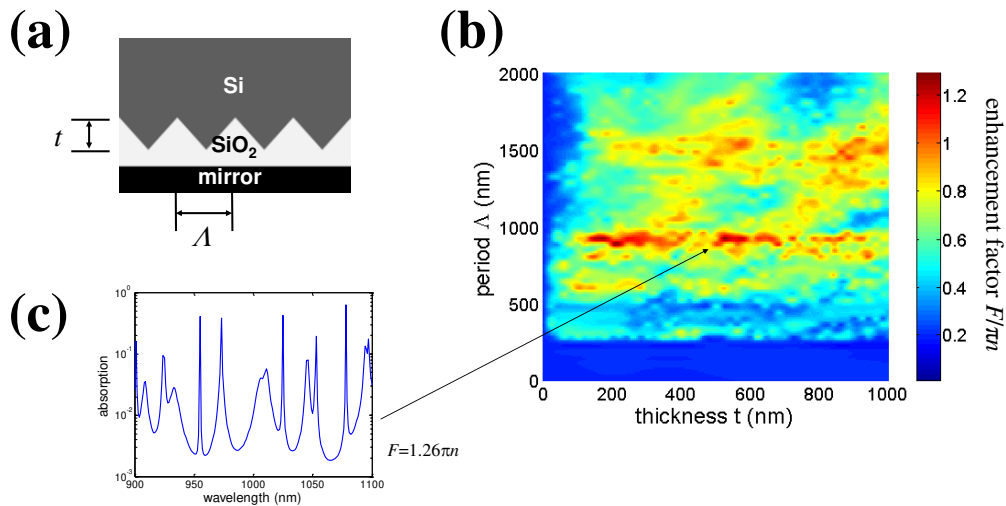 (a)
Si
t
SiO2
mirror
Λ
(b)
2000
1500
1000
500
0
period Λ (nm)
0 200 400 600 800 1000
thickness t (nm)
1.2
1
0.8
0.6
0.4
0.2
enhancement factor F/πn
(c)
10^0
10^-1
10^-2
10^-3
absorption
900 950 1000 1050 1100
wavelength (nm)
F=1.26πn